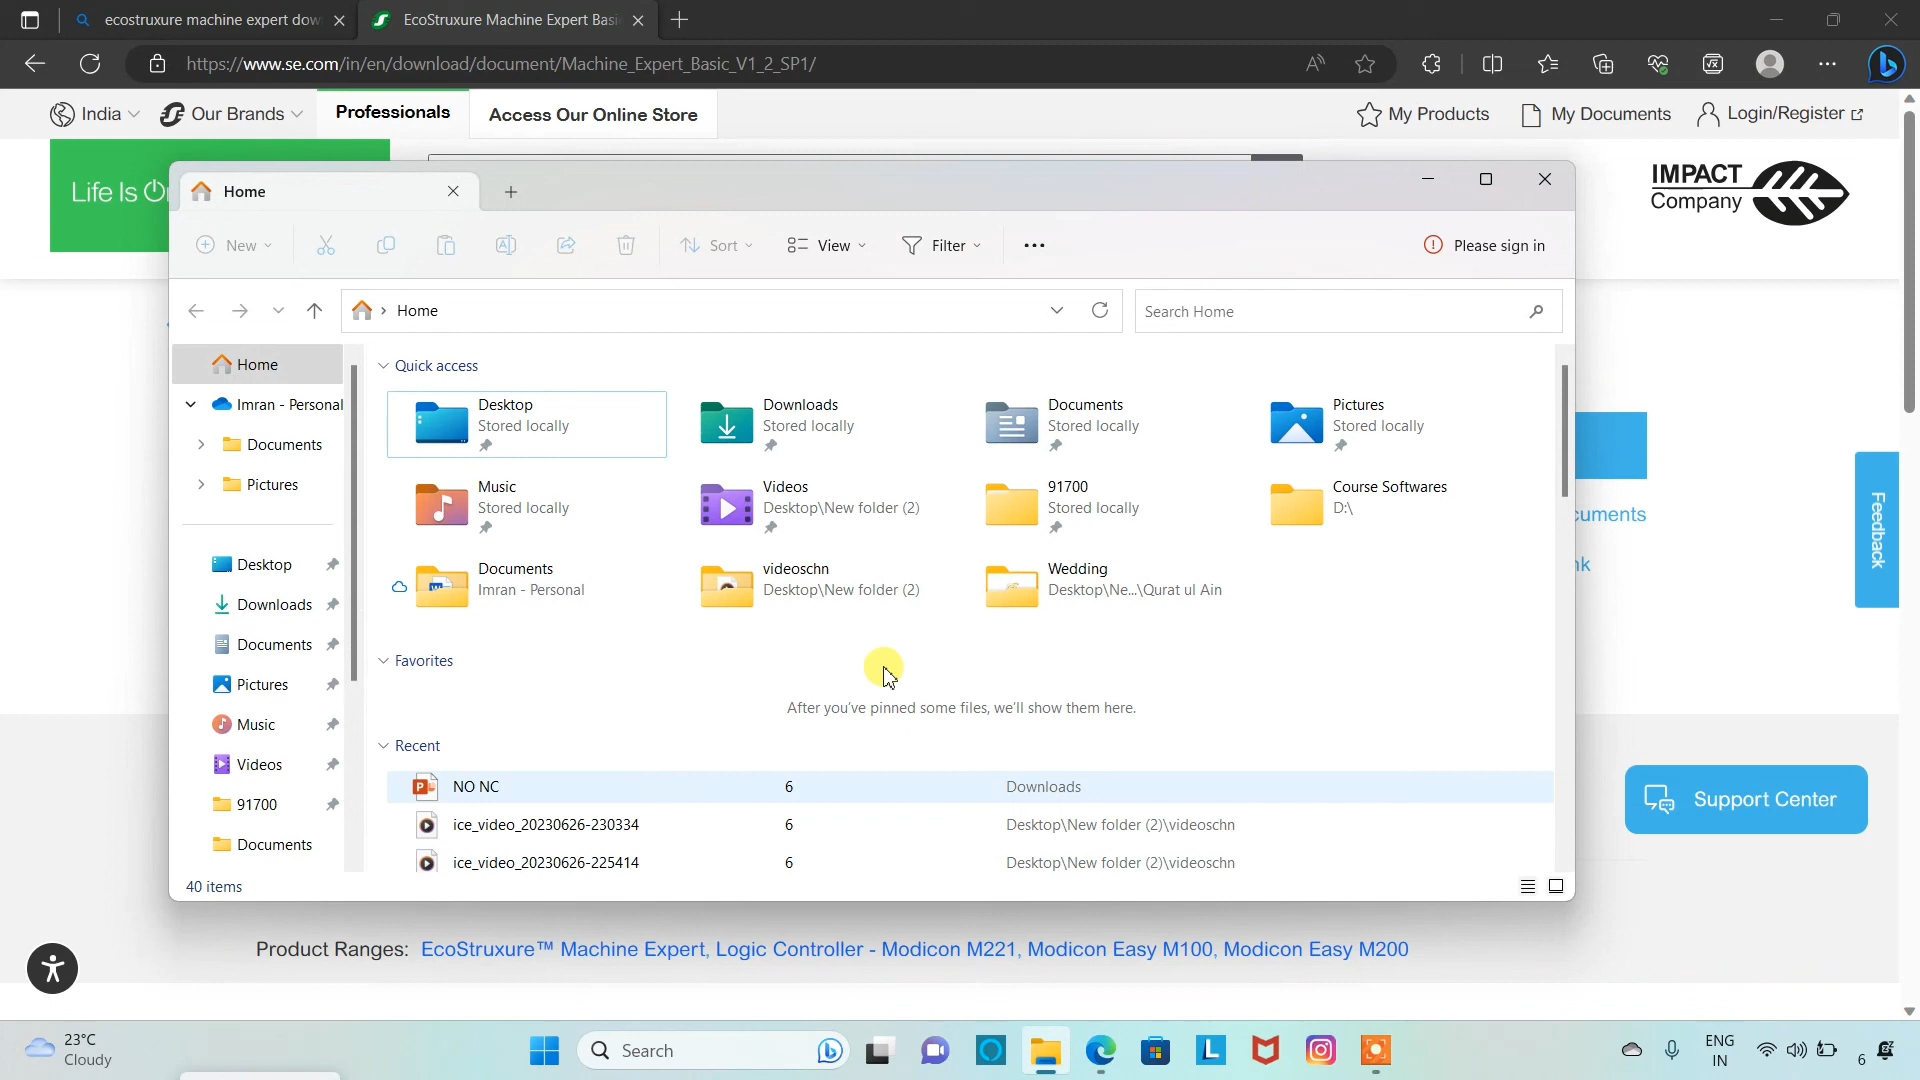 ecostruxure machine expert dow
EcoStruxure Machine Expert Basi
https://www.se.com/in/en/download/document/Machine_Expert_Basic_V1_2_SP1/
India
Our Brands
Professionals
Access Our Online Store
My Products
My Documents
Login/Register
Life Is On
IMPACT
Company
Home
New
Sort
View
Filter
Please sign in
Home
Search Home
Home
Imran - Personal
Documents
Pictures
Desktop
Downloads
Documents
Pictures
Music
Videos
91700
Documents
Quick access
Desktop
Stored locally
Downloads
Stored locally
Documents
Stored locally
Pictures
Stored locally
Music
Stored locally
Videos
Desktop\New folder (2)
91700
Stored locally
Course Softwares
D:\
Documents
Imran - Personal
videoschn
Desktop\New folder (2)
Wedding
Desktop\Ne...\Qurat ul Ain
Favorites
After you've pinned some files, we'll show them here.
Recent
NO NC 6 Downloads
ice_video_20230626-230334 6 Desktop\New folder (2)\videoschn
ice_video_20230626-225414 6 Desktop\New folder (2)\videoschn
40 items
cuments
nk
Feedback
Support Center
Product Ranges: EcoStruxure™ Machine Expert, Logic Controller - Modicon M221, Modicon Easy M100, Modicon Easy M200
23°C
Cloudy
Search
ENG
IN
6